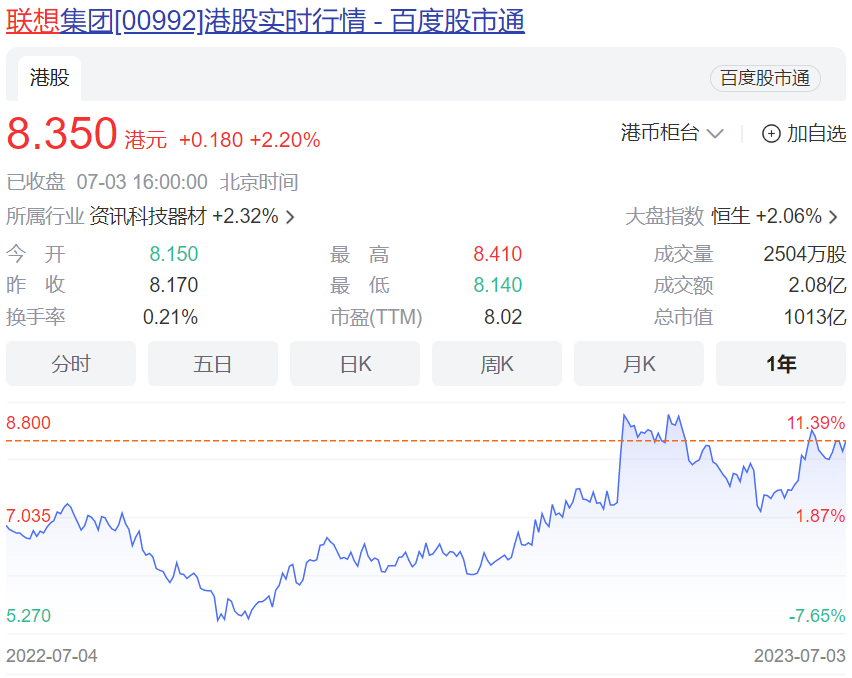 联想集团[00992]港股实时行情 - 百度股市通
港股 百度股市通
8.350 港元 +0.180 +2.20% 港币柜台 加自选
已收盘 07-03 16:00:00 北京时间
所属行业 资讯科技器材 +2.32% 大盘指数 恒生 +2.06%
今开 8.150 最高 8.410 成交量 2504万股
昨收 8.170 最低 8.140 成交额 2.08亿
换手率 0.21% 市盈(TTM) 8.02 总市值 1013亿
分时 五日 日K 周K 月K 1年
8.800 11.39%
7.035 1.87%
5.270 -7.65%
2022-07-04 2023-07-03